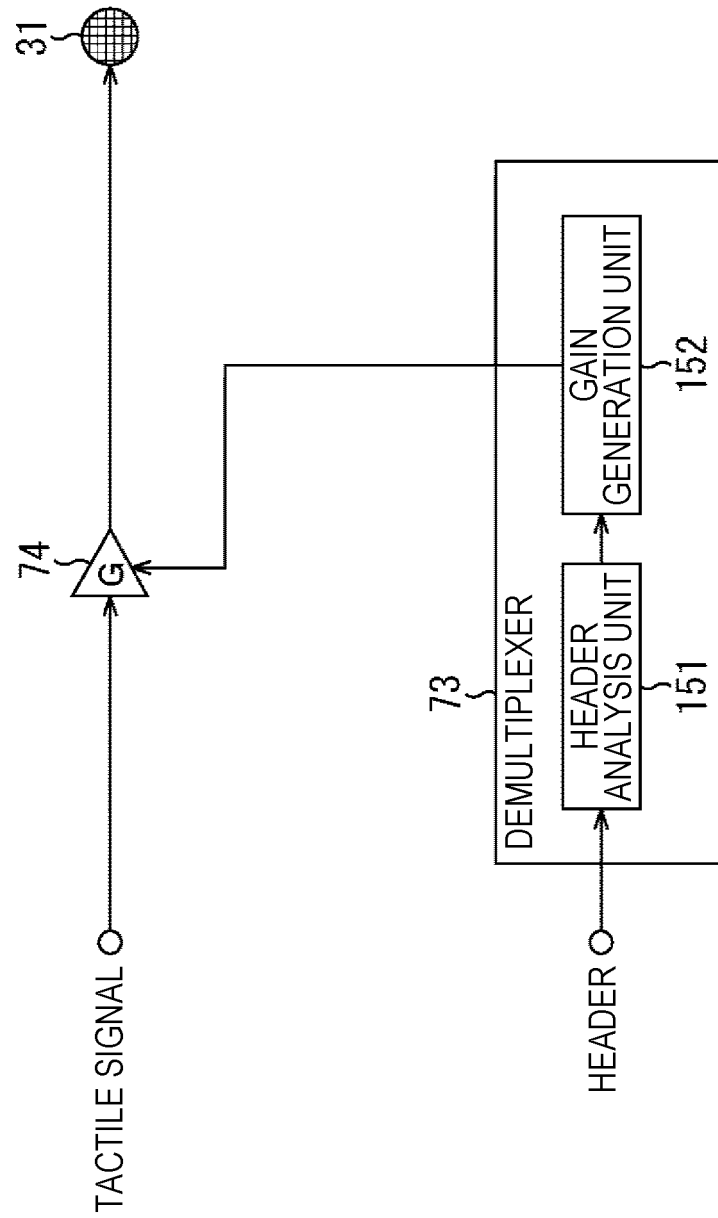 TACTILE SIGNAL
74
G
31
HEADER
73
DEMULTIPLEXER
HEADER
ANALYSIS UNIT
151
GAIN
GENERATION UNIT
152